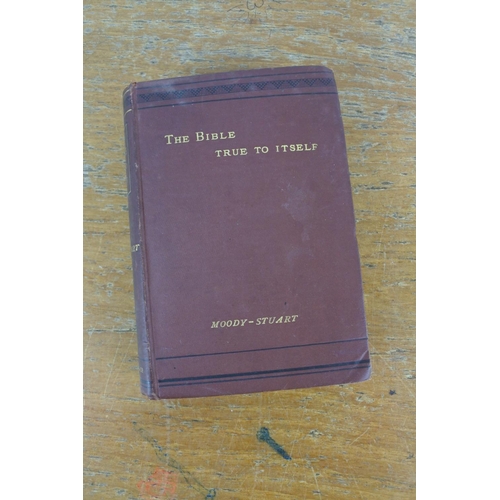 THE BIBLE
TRUE TO ITSELF
MOODY-STUART